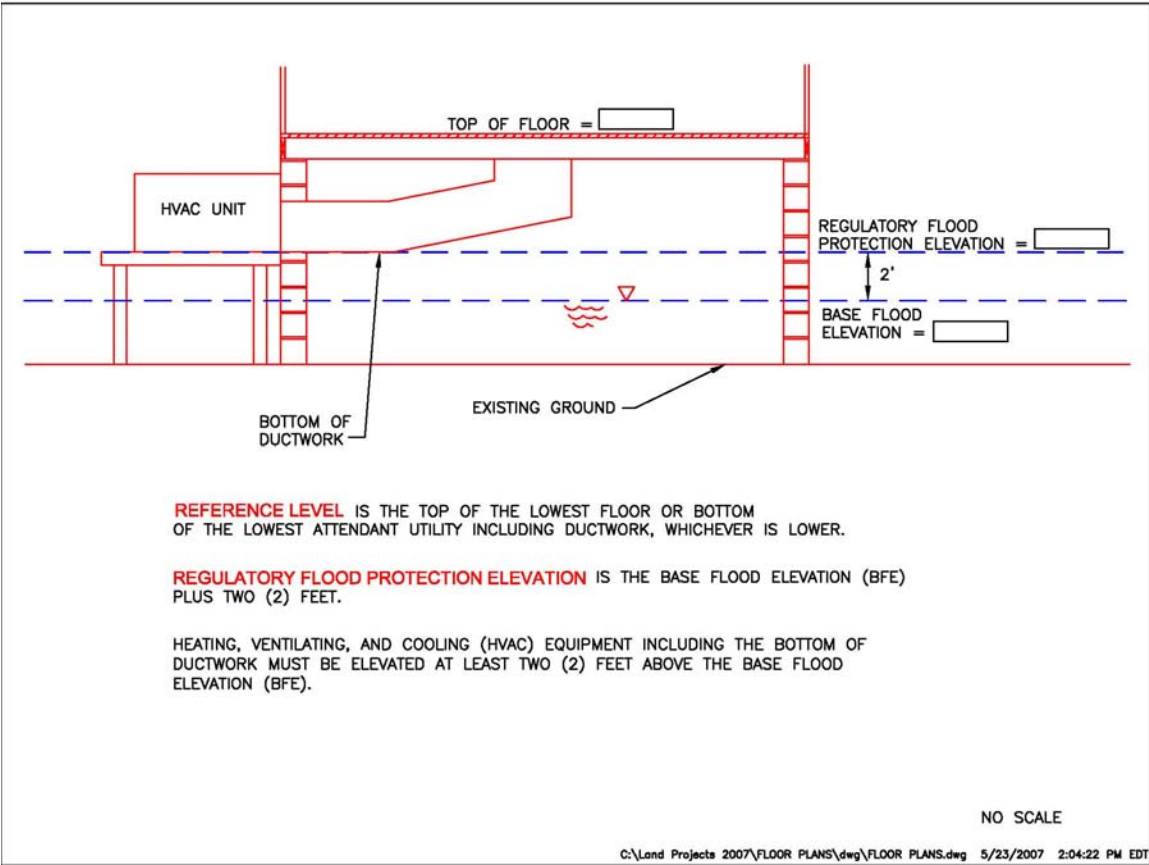 TOP OF FLOOR =
HVAC UNIT
REGULATORY FLOOD
PROTECTION ELEVATION =
2'
BASE FLOOD
ELEVATION =
EXISTING GROUND
BOTTOM OF
DUCTWORK
REFERENCE LEVEL IS THE TOP OF THE LOWEST FLOOR OR BOTTOM
OF THE LOWEST ATTENDANT UTILITY INCLUDING DUCTWORK, WHICHEVER IS LOWER.
REGULATORY FLOOD PROTECTION ELEVATION IS THE BASE FLOOD ELEVATION (BFE)
PLUS TWO (2) FEET.
HEATING, VENTILATING, AND COOLING (HVAC) EQUIPMENT INCLUDING THE BOTTOM OF
DUCTWORK MUST BE ELEVATED AT LEAST TWO (2) FEET ABOVE THE BASE FLOOD
ELEVATION (BFE).
NO SCALE
C:\Land Projects 2007\FLOOR PLANS\dwg\FLOOR PLANS.dwg 5/23/2007 2:04:22 PM EDT